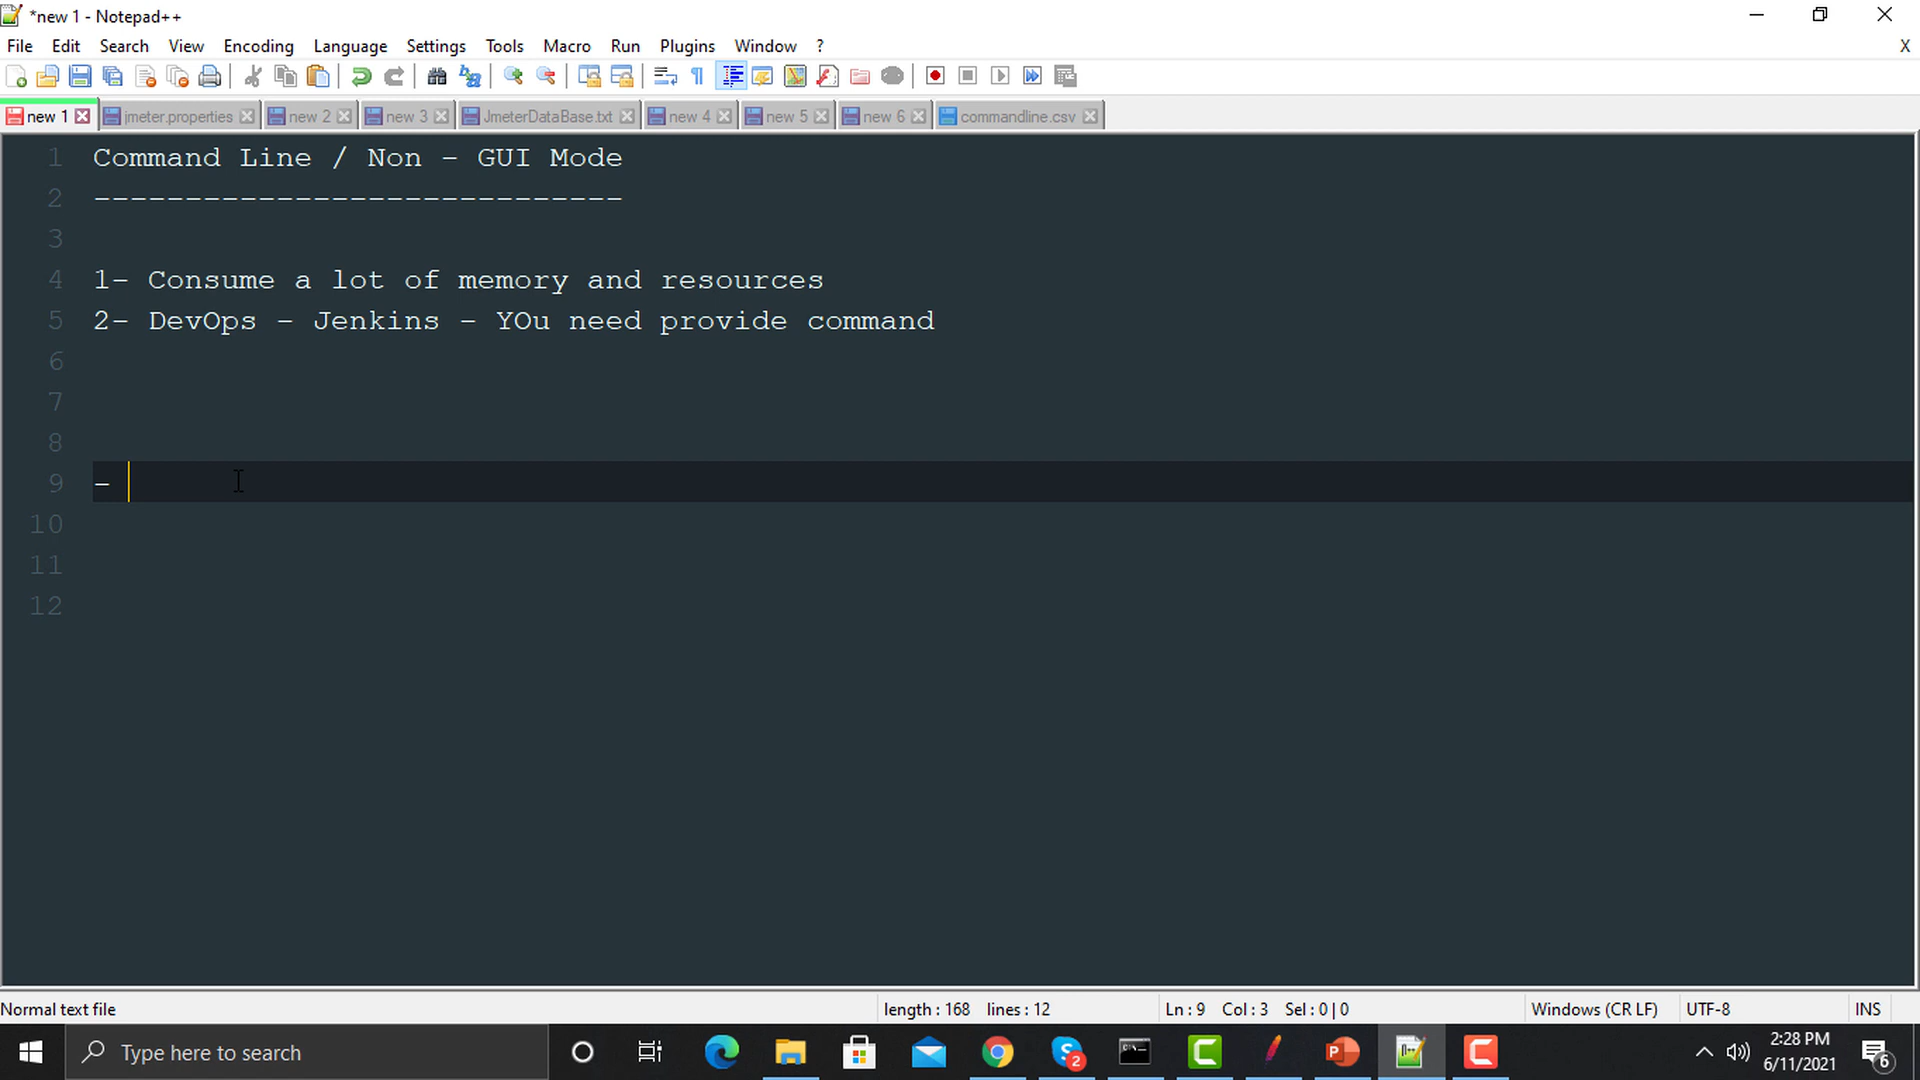 *new 1 - Notepad++
File Edit Search View Encoding Language Settings Tools Macro Run Plugins Window ? X
new 1 jmeter.properties new 2 new 3 JmeterDataBase.txt new 4 new 5 new 6 commandline.csv
1 Command Line / Non - GUI Mode
2 -----------------------------
3
4 1- Consume a lot of memory and resources
5 2- DevOps - Jenkins - YOu need provide command
6
7
8
9 -
10
11
12
Normal text file length : 168 lines : 12 Ln : 9 Col : 3 Sel : 0 | 0 Windows (CR LF) UTF-8 INS
Type here to search 2 2:28 PM 6
6/11/2021